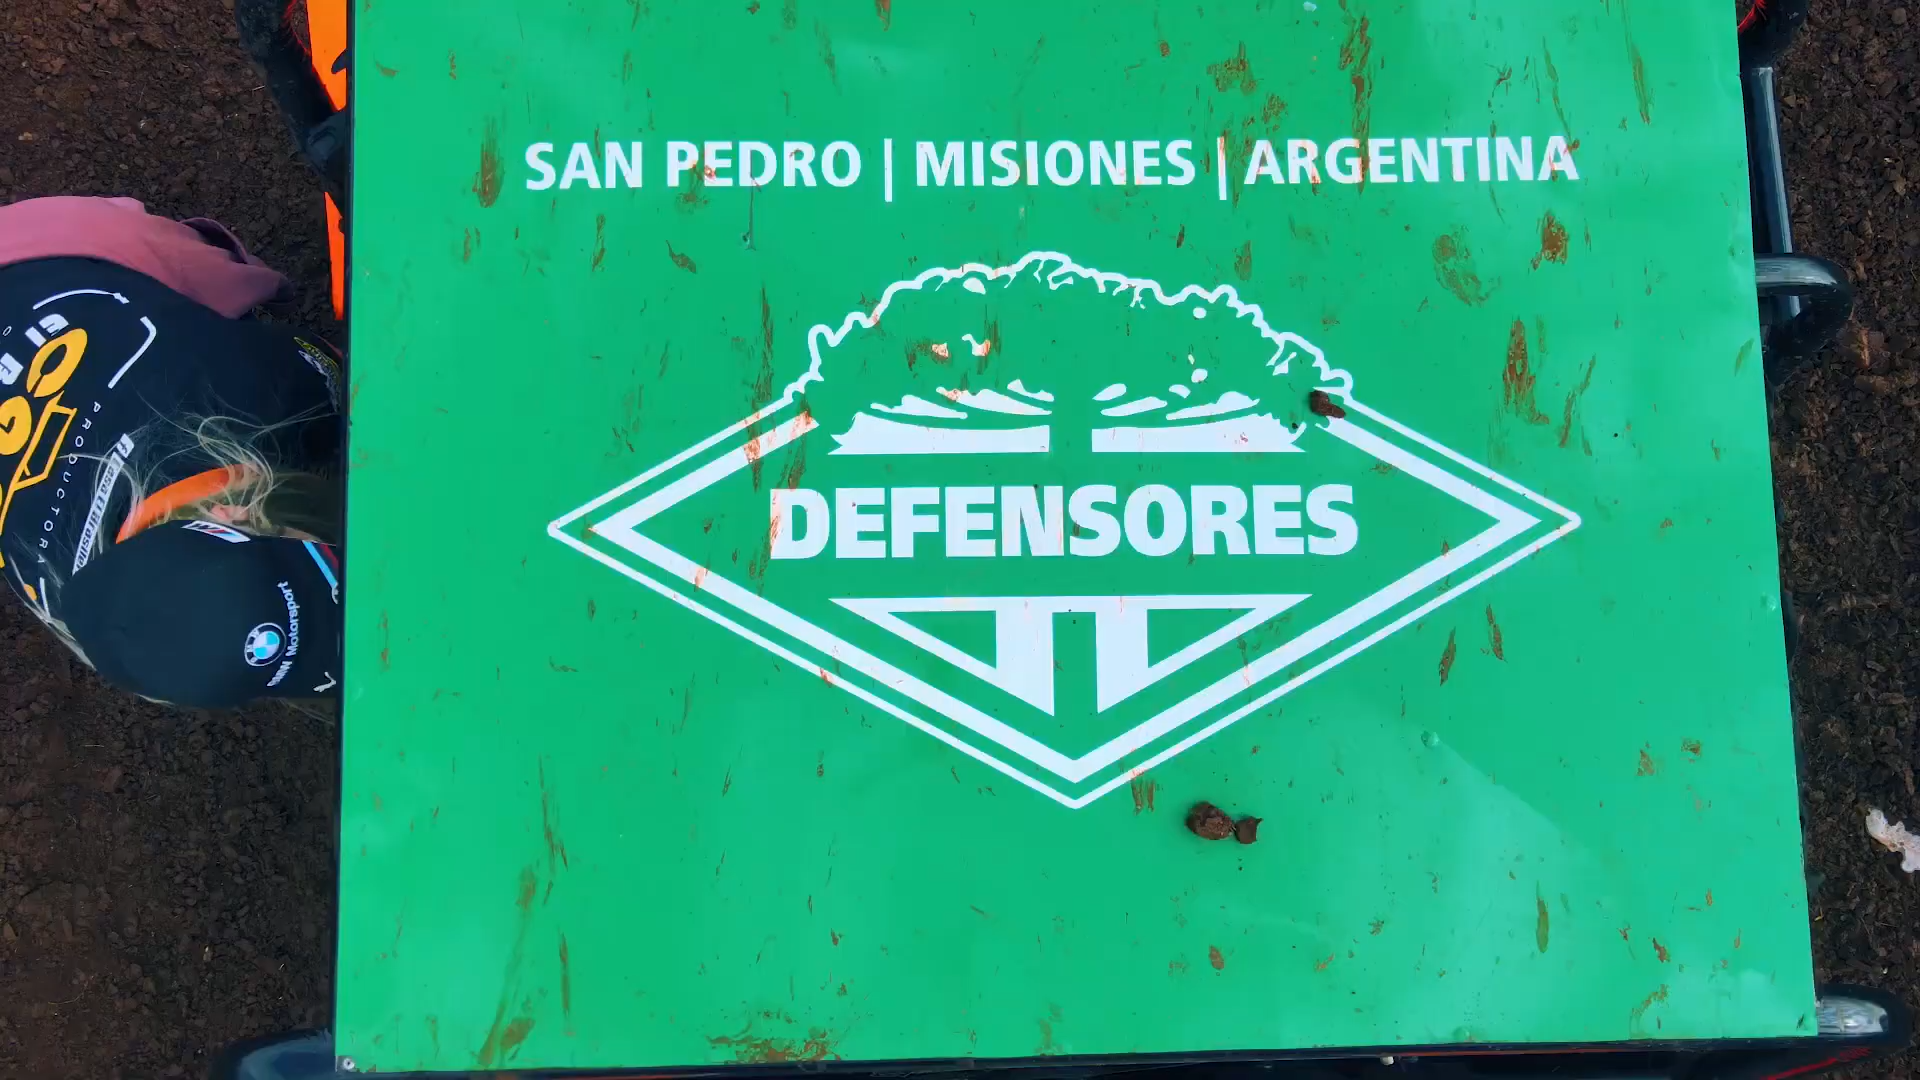 SAN PEDRO | MISIONES | ARGENTINA
DEFENSORES
PRODUCTORA
BMW Motorsport